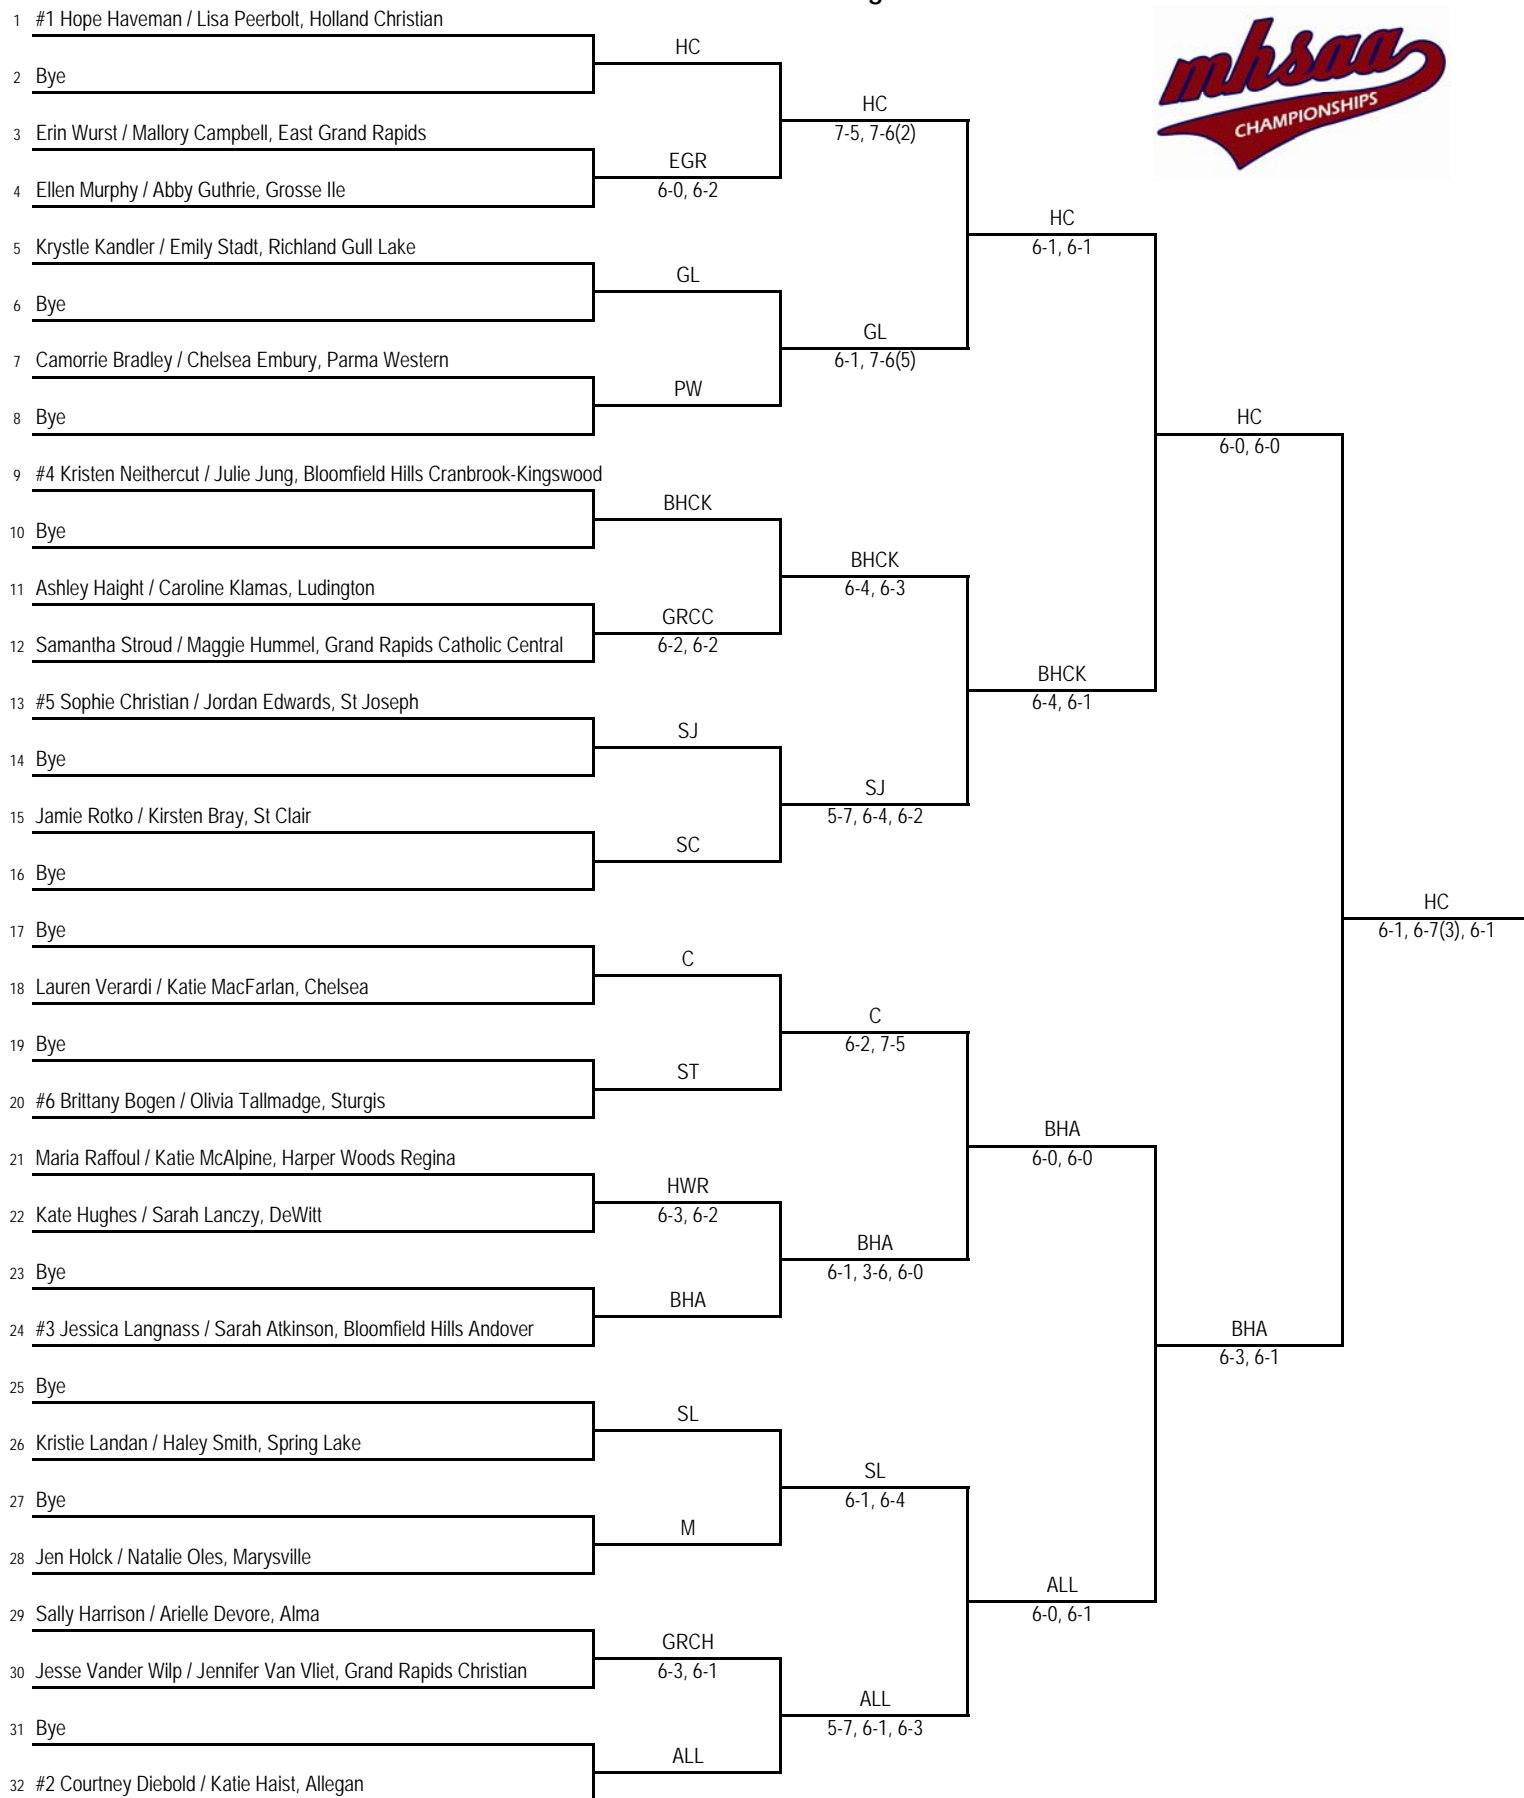 1 #1 Hope Haveman / Lisa Peerbolt, Holland Christian
HC
2 Bye
HC
7-5, 7-6(2)
3 Erin Wurst / Mallory Campbell, East Grand Rapids
EGR
6-0, 6-2
4 Ellen Murphy / Abby Guthrie, Grosse Ile
HC
6-1, 6-1
5 Krystle Kandler / Emily Stadt, Richland Gull Lake
GL
6 Bye
GL
6-1, 7-6(5)
7 Camorrie Bradley / Chelsea Embury, Parma Western
PW
8 Bye
HC
6-0, 6-0
9 #4 Kristen Neithercut / Julie Jung, Bloomfield Hills Cranbrook-Kingswood
BHCK
10 Bye
BHCK
6-4, 6-3
11 Ashley Haight / Caroline Klamas, Ludington
GRCC
6-2, 6-2
12 Samantha Stroud / Maggie Hummel, Grand Rapids Catholic Central
BHCK
6-4, 6-1
13 #5 Sophie Christian / Jordan Edwards, St Joseph
SJ
14 Bye
SJ
5-7, 6-4, 6-2
15 Jamie Rotko / Kirsten Bray, St Clair
SC
16 Bye
HC
6-1, 6-7(3), 6-1
17 Bye
C
18 Lauren Verardi / Katie MacFarlan, Chelsea
C
6-2, 7-5
19 Bye
ST
20 #6 Brittany Bogen / Olivia Tallmadge, Sturgis
BHA
6-0, 6-0
21 Maria Raffoul / Katie McAlpine, Harper Woods Regina
HWR
6-3, 6-2
22 Kate Hughes / Sarah Lanczy, DeWitt
BHA
6-1, 3-6, 6-0
23 Bye
BHA
24 #3 Jessica Langnass / Sarah Atkinson, Bloomfield Hills Andover
BHA
6-3, 6-1
25 Bye
SL
26 Kristie Landan / Haley Smith, Spring Lake
SL
6-1, 6-4
27 Bye
M
28 Jen Holck / Natalie Oles, Marysville
ALL
6-0, 6-1
29 Sally Harrison / Arielle Devore, Alma
GRCH
6-3, 6-1
30 Jesse Vander Wilp / Jennifer Van Vliet, Grand Rapids Christian
ALL
5-7, 6-1, 6-3
31 Bye
ALL
32 #2 Courtney Diebold / Katie Haist, Allegan
mhsaa
CHAMPIONSHIPS